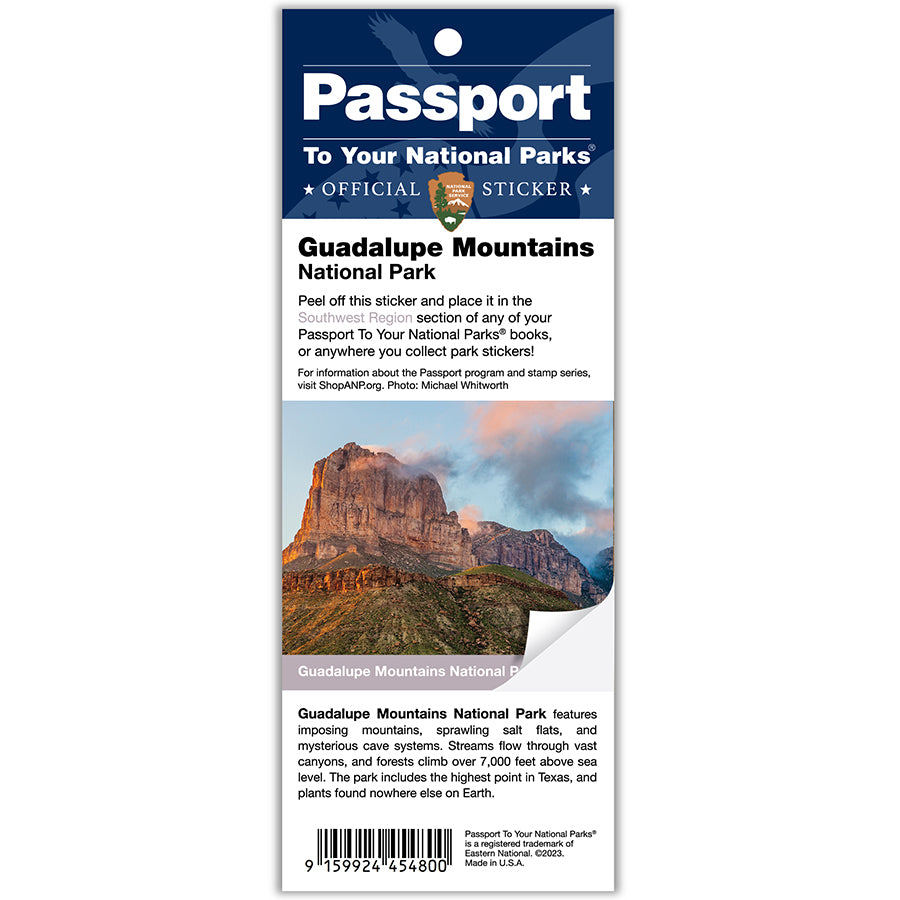 Passport
To Your National Parks®
★ OFFICIAL STICKER ★
NATIONAL
PARK
SERVICE
Guadalupe Mountains
National Park
Peel off this sticker and place it in the
Southwest Region section of any of your
Passport To Your National Parks® books,
or anywhere you collect park stickers!
For information about the Passport program and stamp series,
visit ShopANP.org. Photo: Michael Whitworth
Guadalupe Mountains National P
Guadalupe Mountains National Park features
imposing mountains, sprawling salt flats, and
mysterious cave systems. Streams flow through vast
canyons, and forests climb over 7,000 feet above sea
level. The park includes the highest point in Texas, and
plants found nowhere else on Earth.
9 159924 454800
Passport To Your National Parks®
is a registered trademark of
Eastern National. ©2023.
Made in U.S.A.